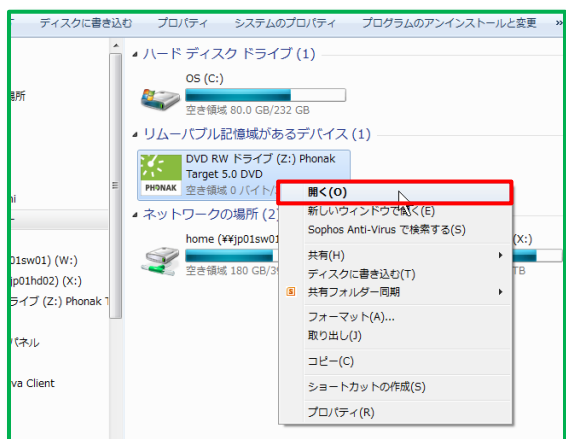 ディスクに書き込む プロパティ システムのプロパティ プログラムのアンインストールと変更 »
ハード ディスク ドライブ (1)
OS (C:)
空き領域 80.0 GB/232 GB
リムーバブル記憶域があるデバイス (1)
DVD RW ドライブ (Z:) Phonak
Target 5.0 DVD
PHONAK
空き領域 0 バイト/
ネットワークの場所 (2)
home (¥¥jp01sw01
(X:)
空き領域 180 GB/39
TB
場所
ni
01sw01) (W:)
jp01hd02) (X:)
ライブ (Z:) Phonak T
パネル
va Client
開く(O)
新しいウィンドウで開く(E)
Sophos Anti-Virus で検索する(S)
共有(H)
ディスクに書き込む(T)
S 共有フォルダー同期
フォーマット(A)...
取り出し(J)
コピー(C)
ショートカットの作成(S)
プロパティ(R)